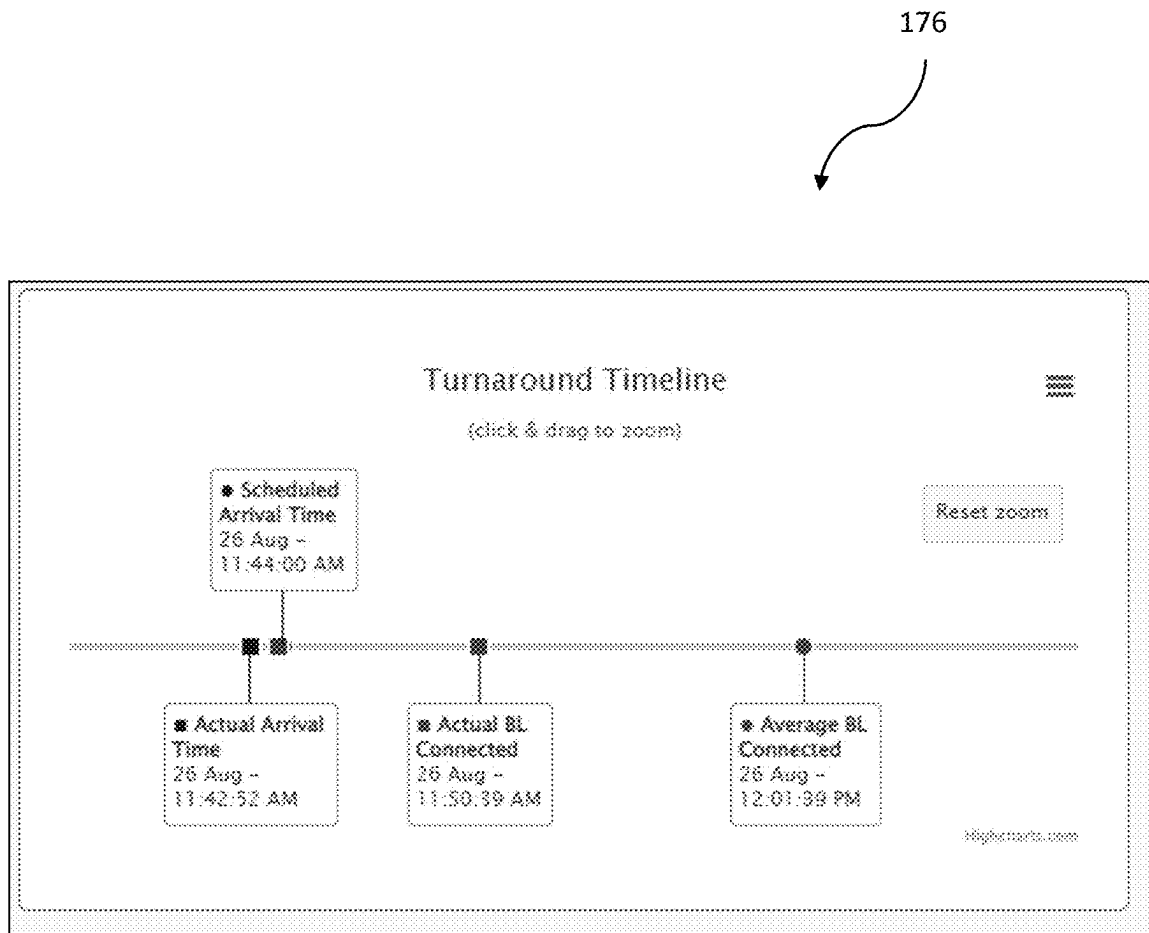 176
Turnaround Timeline
(click & drag to zoom)
● Scheduled
Arrival Time
26 Aug –
11:44:00 AM
Reset zoom
■ Actual Arrival
Time
26 Aug –
11:42:52 AM
■ Actual BL
Connected
26 Aug –
11:50:39 AM
● Average BL
Connected
26 Aug –
12:01:39 PM
Highcharts.com